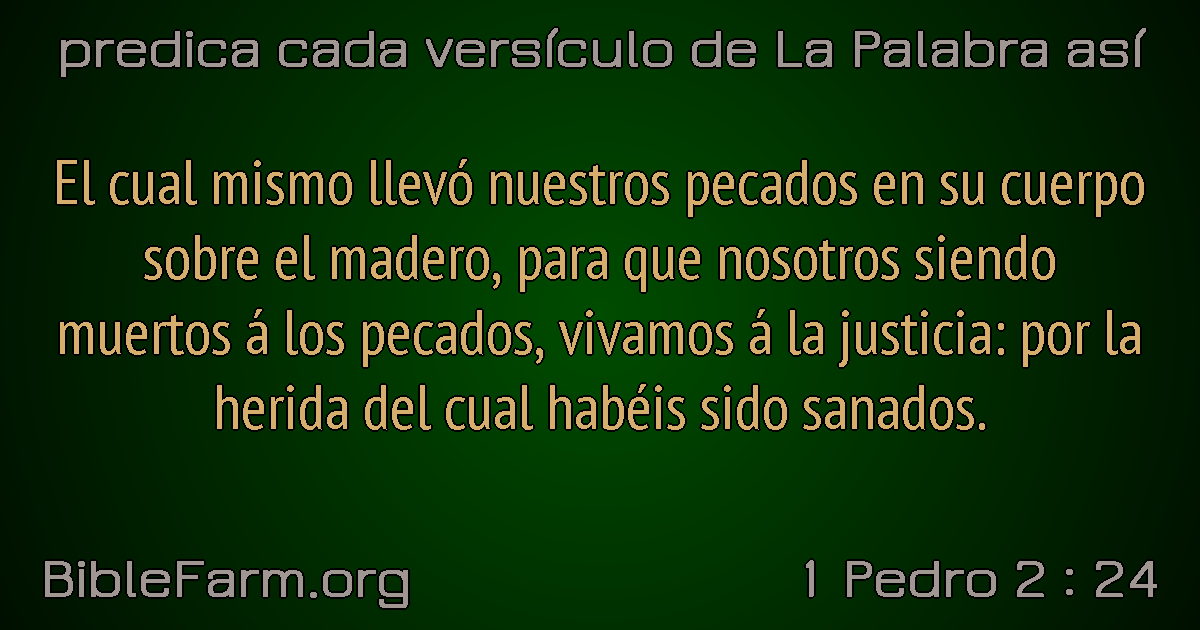 predica cada versículo de La Palabra así
El cual mismo llevó nuestros pecados en su cuerpo
sobre el madero, para que nosotros siendo
muertos á los pecados, vivamos á la justicia: por la
herida del cual habéis sido sanados.
BibleFarm.org
1 Pedro 2 : 24